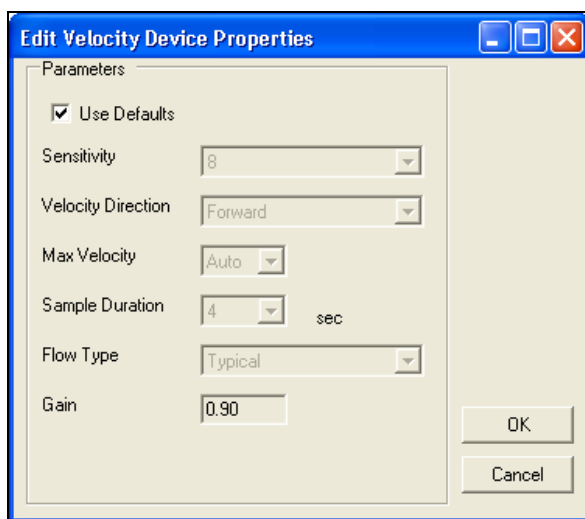 Edit Velocity Device Properties
Parameters
Use Defaults
Sensitivity 8
Velocity Direction Forward
Max Velocity Auto
Sample Duration 4 sec
Flow Type Typical
Gain 0.90
OK
Cancel